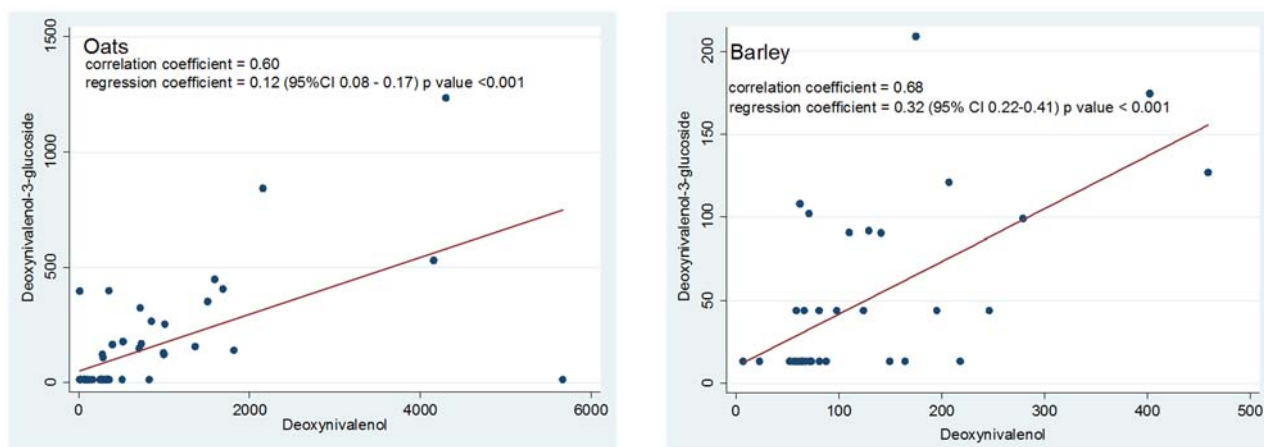 Oats
correlation coefficient = 0.60
regression coefficient = 0.12 (95%CI 0.08 - 0.17) p value <0.001
Deoxynivalenol-3-glucoside
1500
1000
500
0
0 2000 4000 6000
Deoxynivalenol
Barley
correlation coefficient = 0.68
regression coefficient = 0.32 (95% CI 0.22-0.41) p value < 0.001
Deoxynivalenol-3-glucoside
200
150
100
50
0
0 100 200 300 400 500
Deoxynivalenol